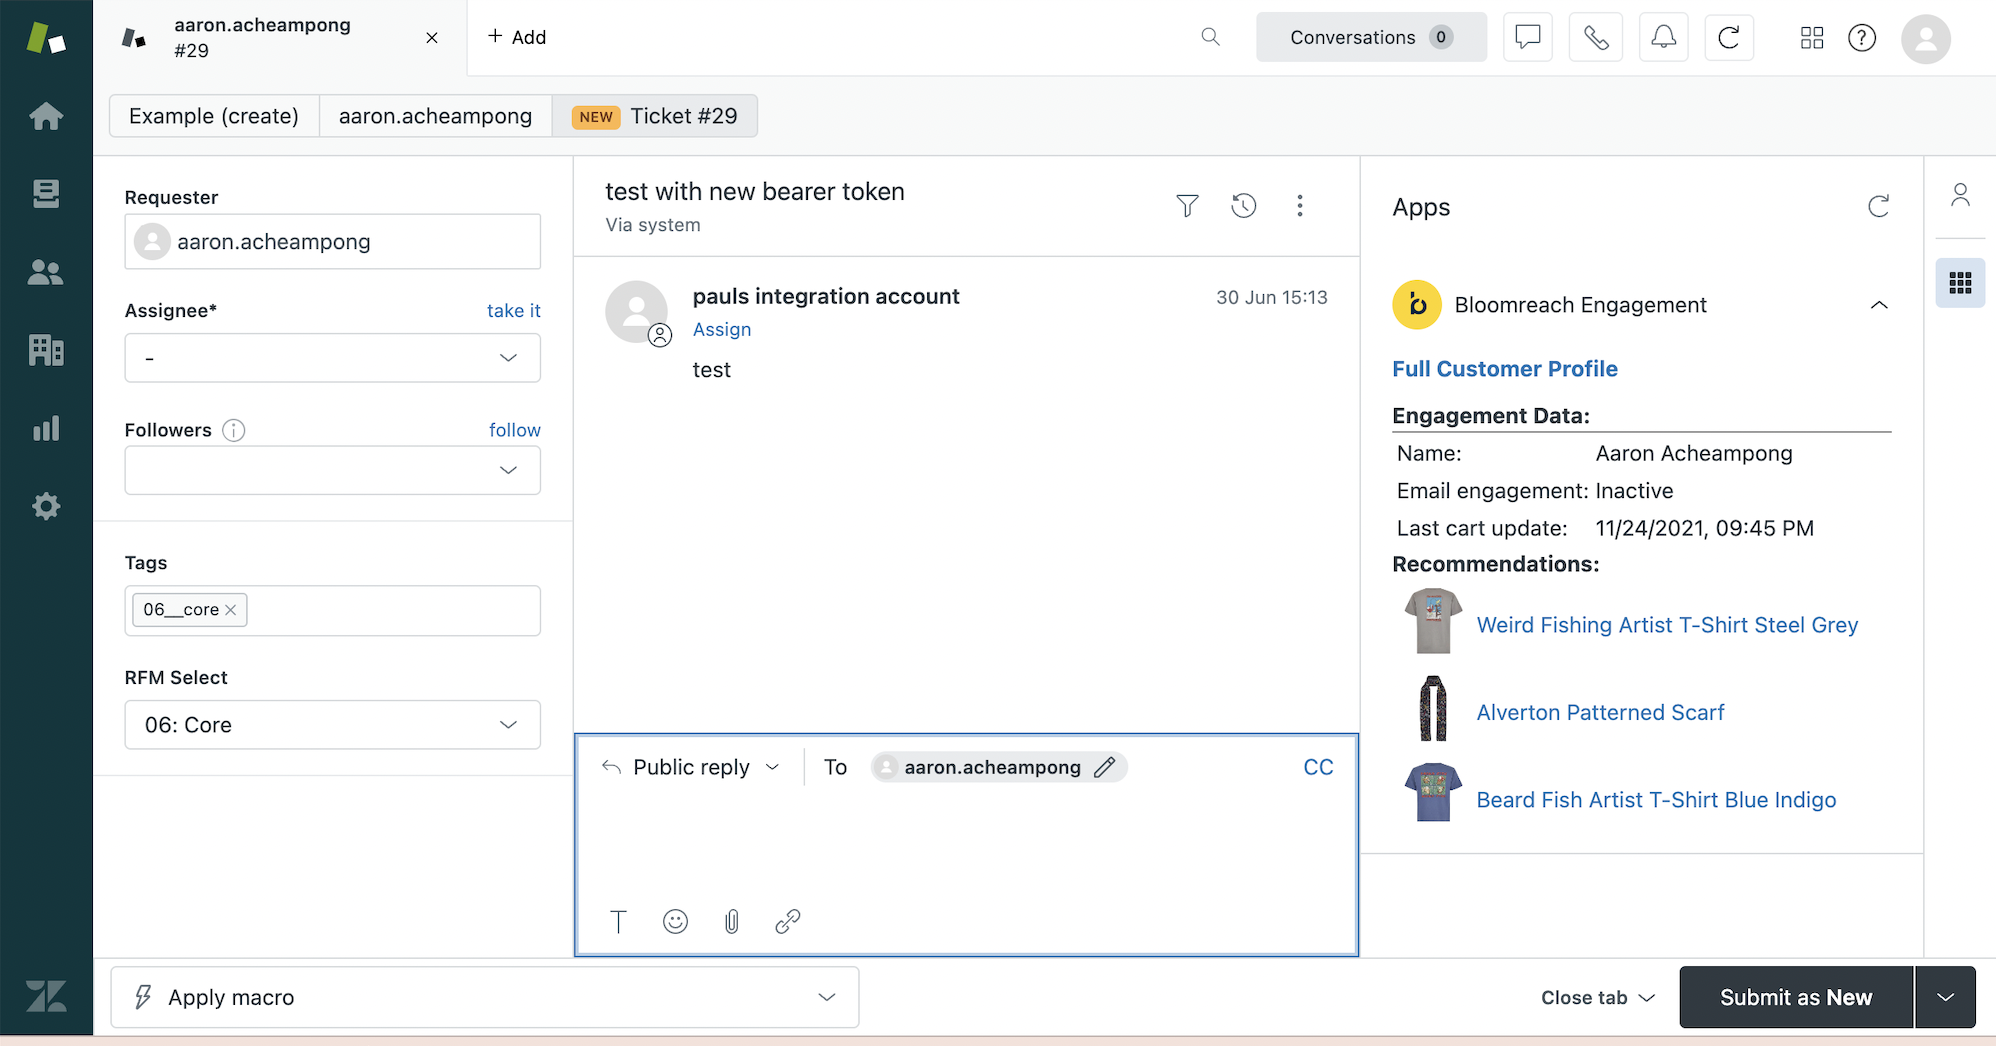 aaron.acheampong
#29
+ Add
Conversations 0
Example (create)
aaron.acheampong
NEW Ticket #29
Requester
aaron.acheampong
Assignee*
take it
-
Followers
follow
Tags
06__core
RFM Select
06: Core
test with new bearer token
Via system
pauls integration account
30 Jun 15:13
Assign
test
Public reply
To
aaron.acheampong
CC
Apps
Bloomreach Engagement
Full Customer Profile
Engagement Data:
Name: Aaron Acheampong
Email engagement: Inactive
Last cart update: 11/24/2021, 09:45 PM
Recommendations:
Weird Fishing Artist T-Shirt Steel Grey
Alverton Patterned Scarf
Beard Fish Artist T-Shirt Blue Indigo
Apply macro
Close tab
Submit as New